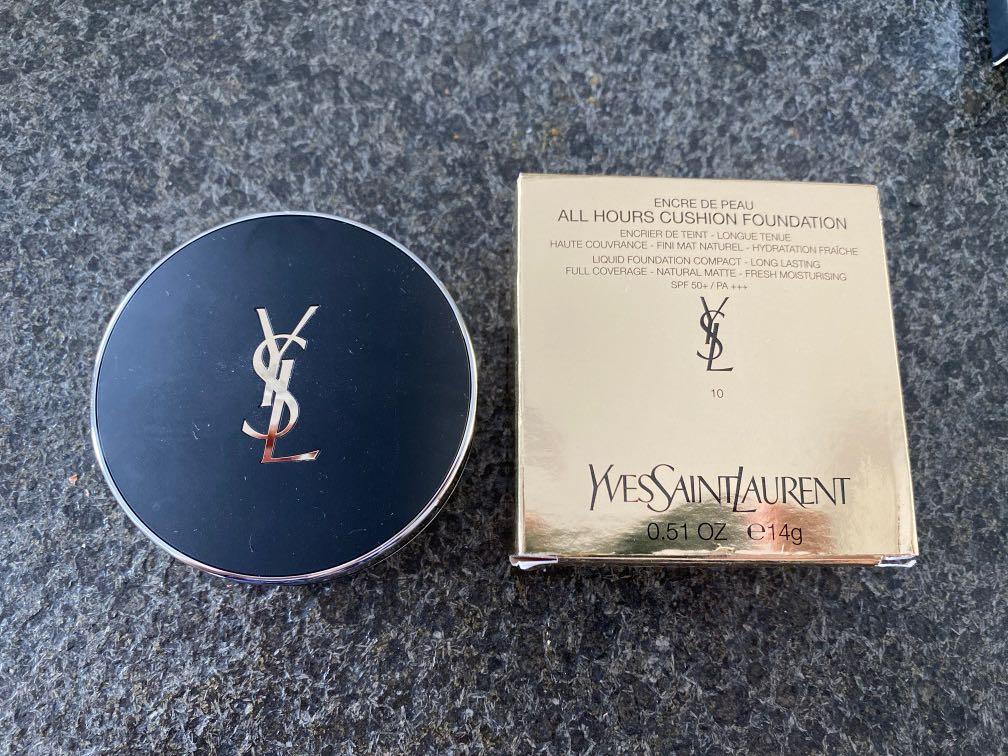 YSL
ENCRE DE PEAU
ALL HOURS CUSHION FOUNDATION
ENCRIER DE TEINT - LONGUE TENUE
HAUTE COUVRANCE - FINI MAT NATUREL - HYDRATATION FRAÎCHE
LIQUID FOUNDATION COMPACT - LONG LASTING
FULL COVERAGE - NATURAL MATTE - FRESH MOISTURISING
SPF 50+ / PA +++
YSL
10
YVESSAINTLAURENT
0.51 OZ ℮14g